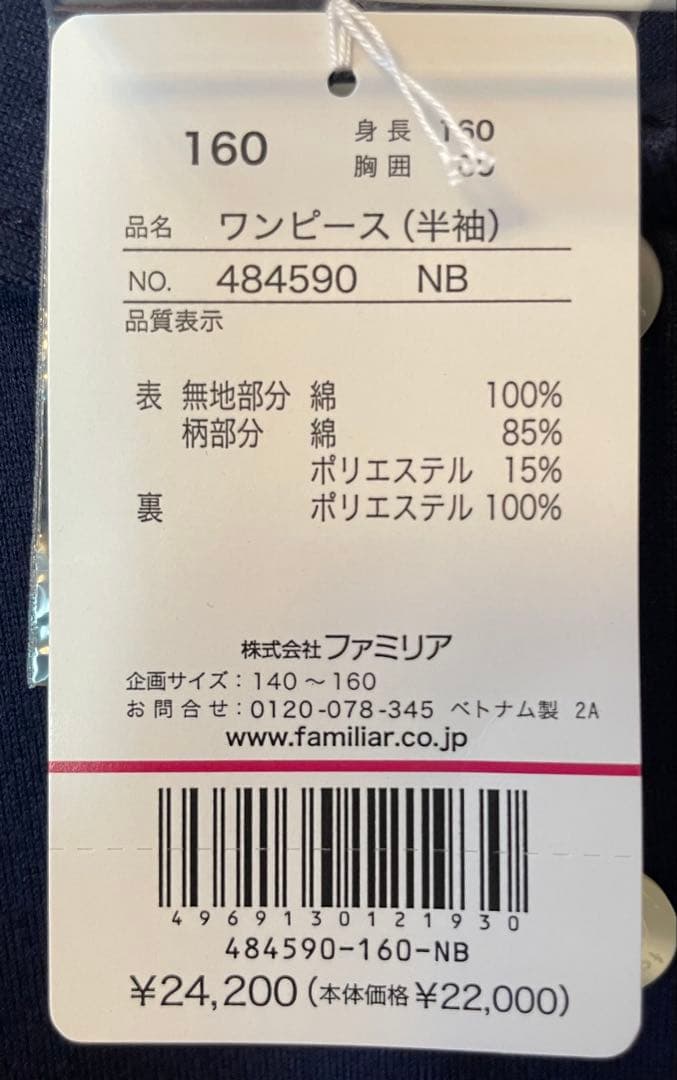 160
身長 160
胸囲
品名 ワンピース(半袖)
NO. 484590 NB
品質表示
表 無地部分 綿 100%
柄部分 綿 85%
ポリエステル 15%
裏 ポリエステル 100%
株式会社ファミリア
企画サイズ:140〜160
お問合せ:0120-078-345 ベトナム製 2A
www.familiar.co.jp
4969130121930
484590-160-NB
¥24,200(本体価格¥22,000)